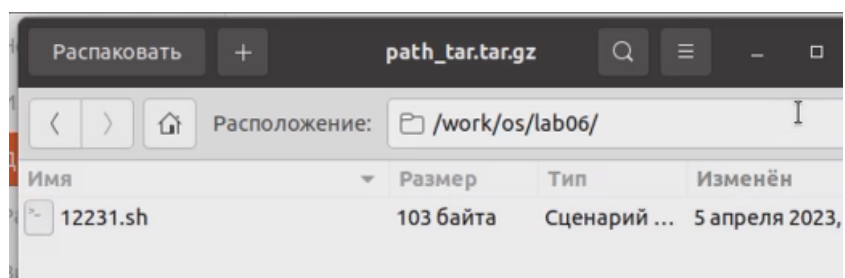 Распаковать + path_tar.tar.gz
Расположение: /work/os/lab06/
Имя Размер Тип Изменён
12231.sh 103 байта Сценарий ... 5 апреля 2023,